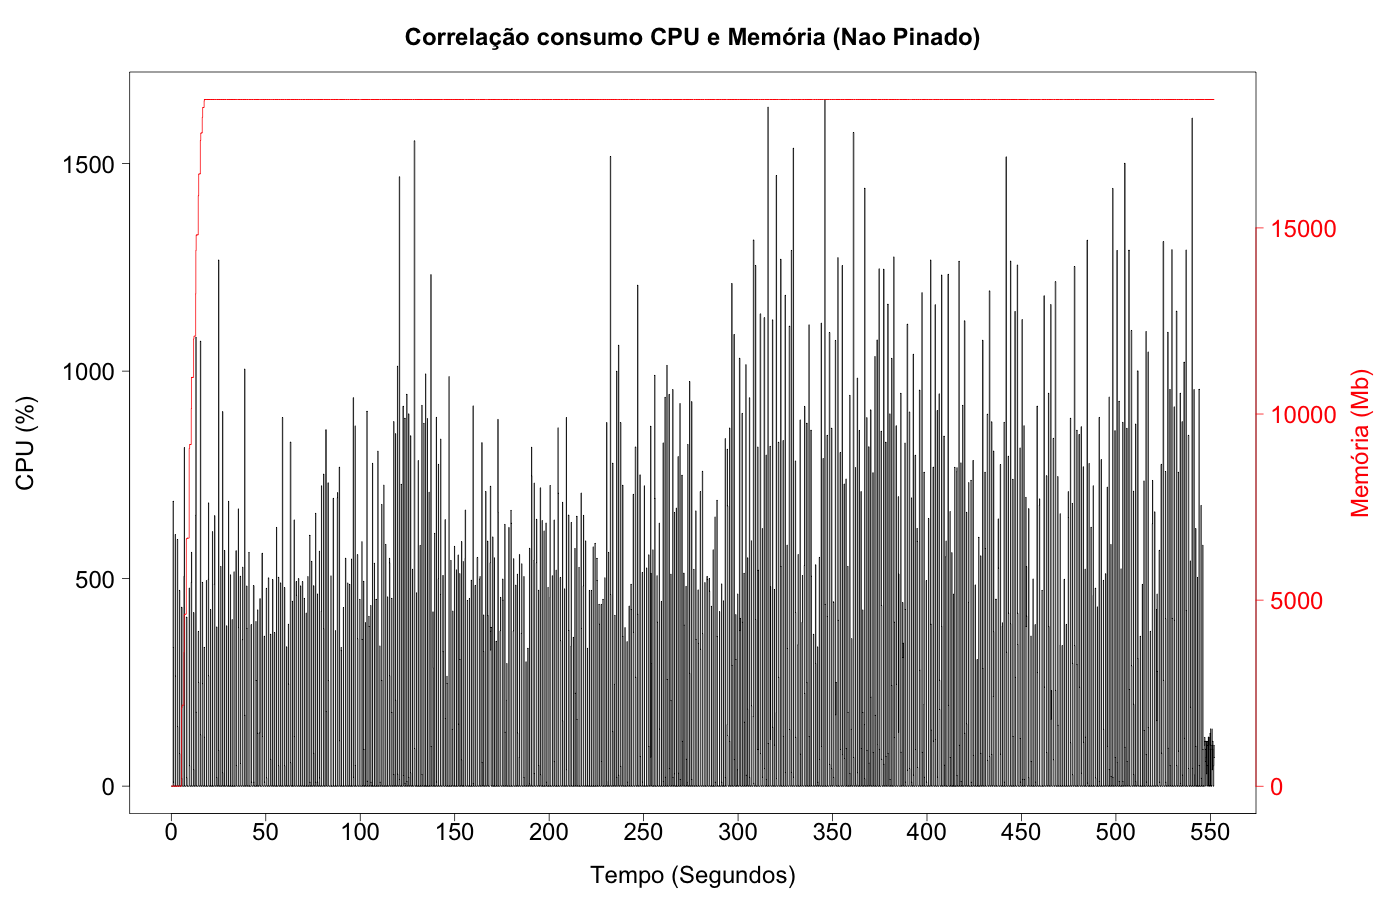 Correlação consumo CPU e Memória (Nao Pinado)
CPU (%)
1500
1000
500
0
15000
10000
5000
0
Memória (Mb)
0 50 100 150 200 250 300 350 400 450 500 550
Tempo (Segundos)